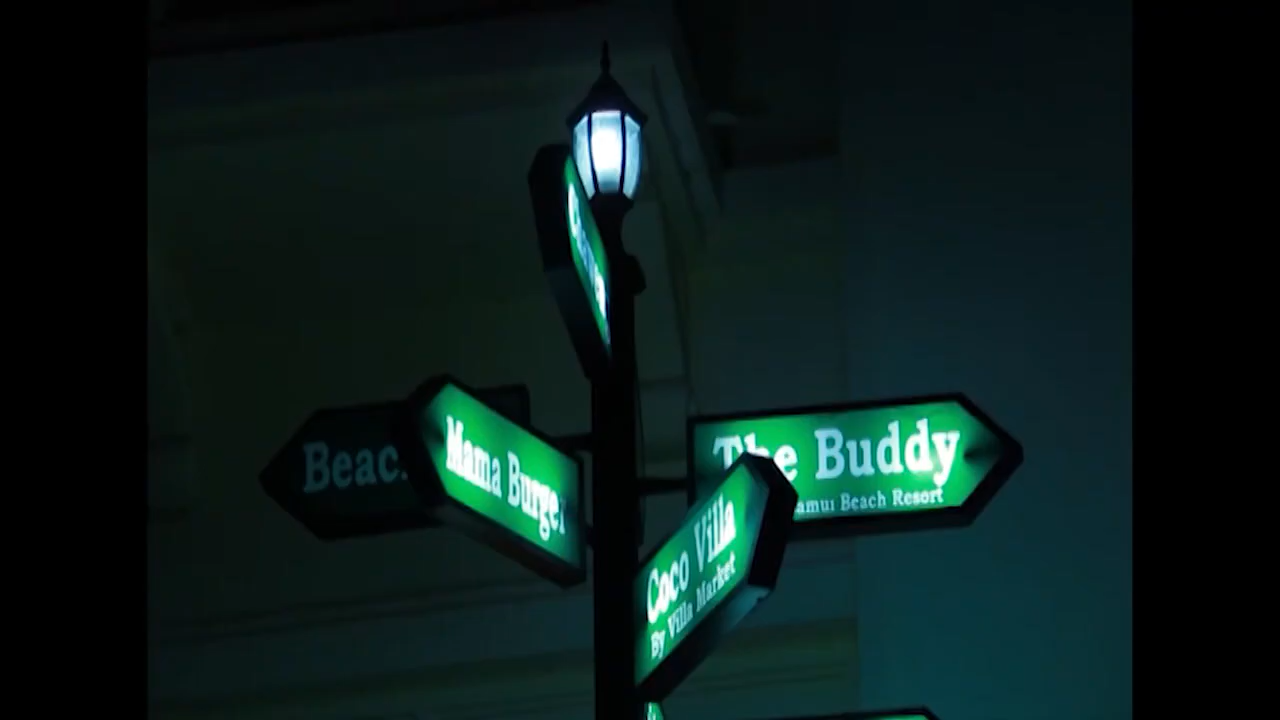 Beac
Mama Burger
The Buddy
amui Beach Resort
Coco Villa
By Villa Market